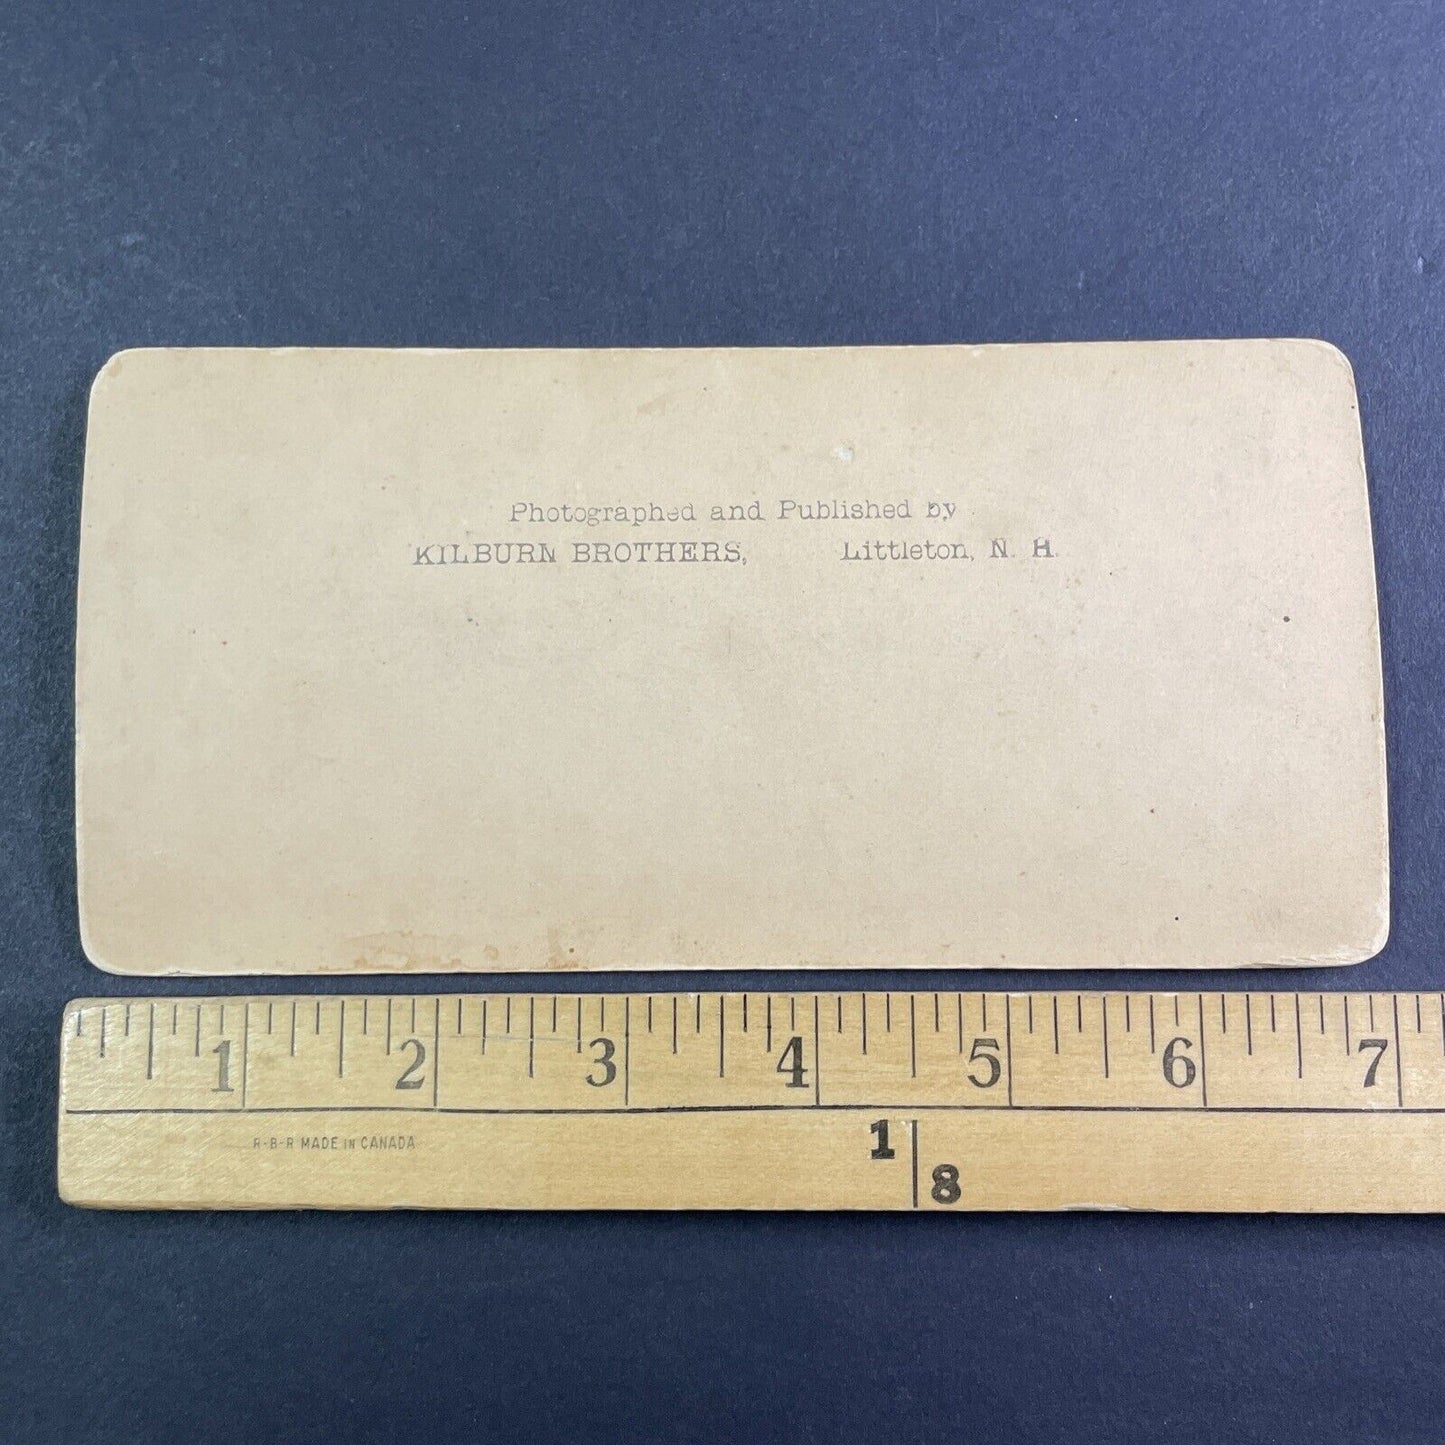 Photographed and Published by
KILBURN BROTHERS, Littleton, N. H.
1 2 3 4 5 6 7
R-B-R MADE IN CANADA
1 8